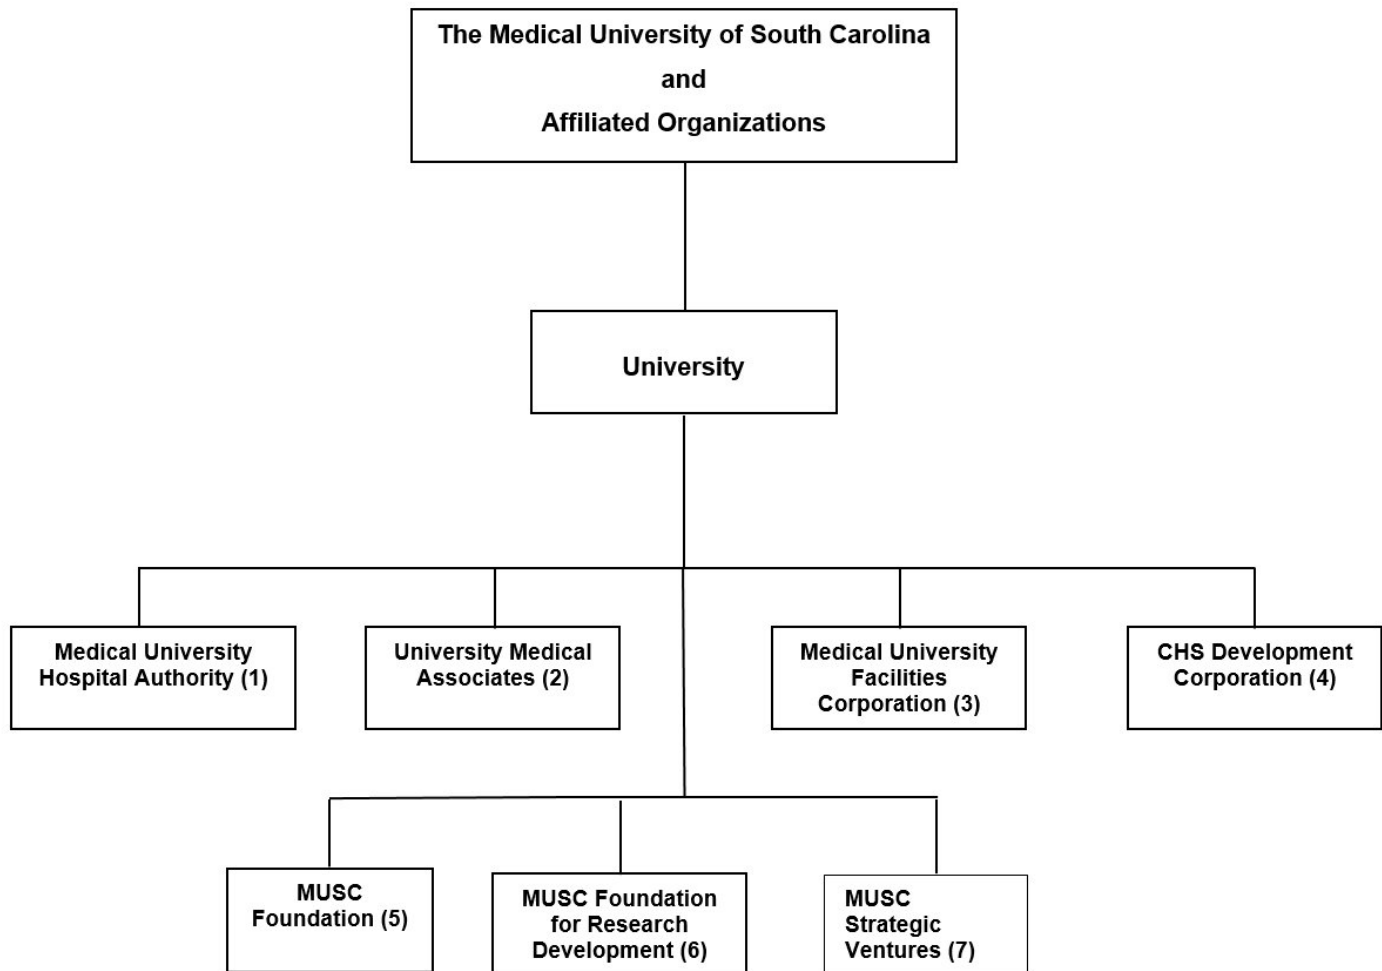 The Medical University of South Carolina
and
Affiliated Organizations
University
Medical University
Hospital Authority (1)
University Medical
Associates (2)
Medical University
Facilities
Corporation (3)
CHS Development
Corporation (4)
MUSC
Foundation (5)
MUSC Foundation
for Research
Development (6)
MUSC
Strategic
Ventures (7)